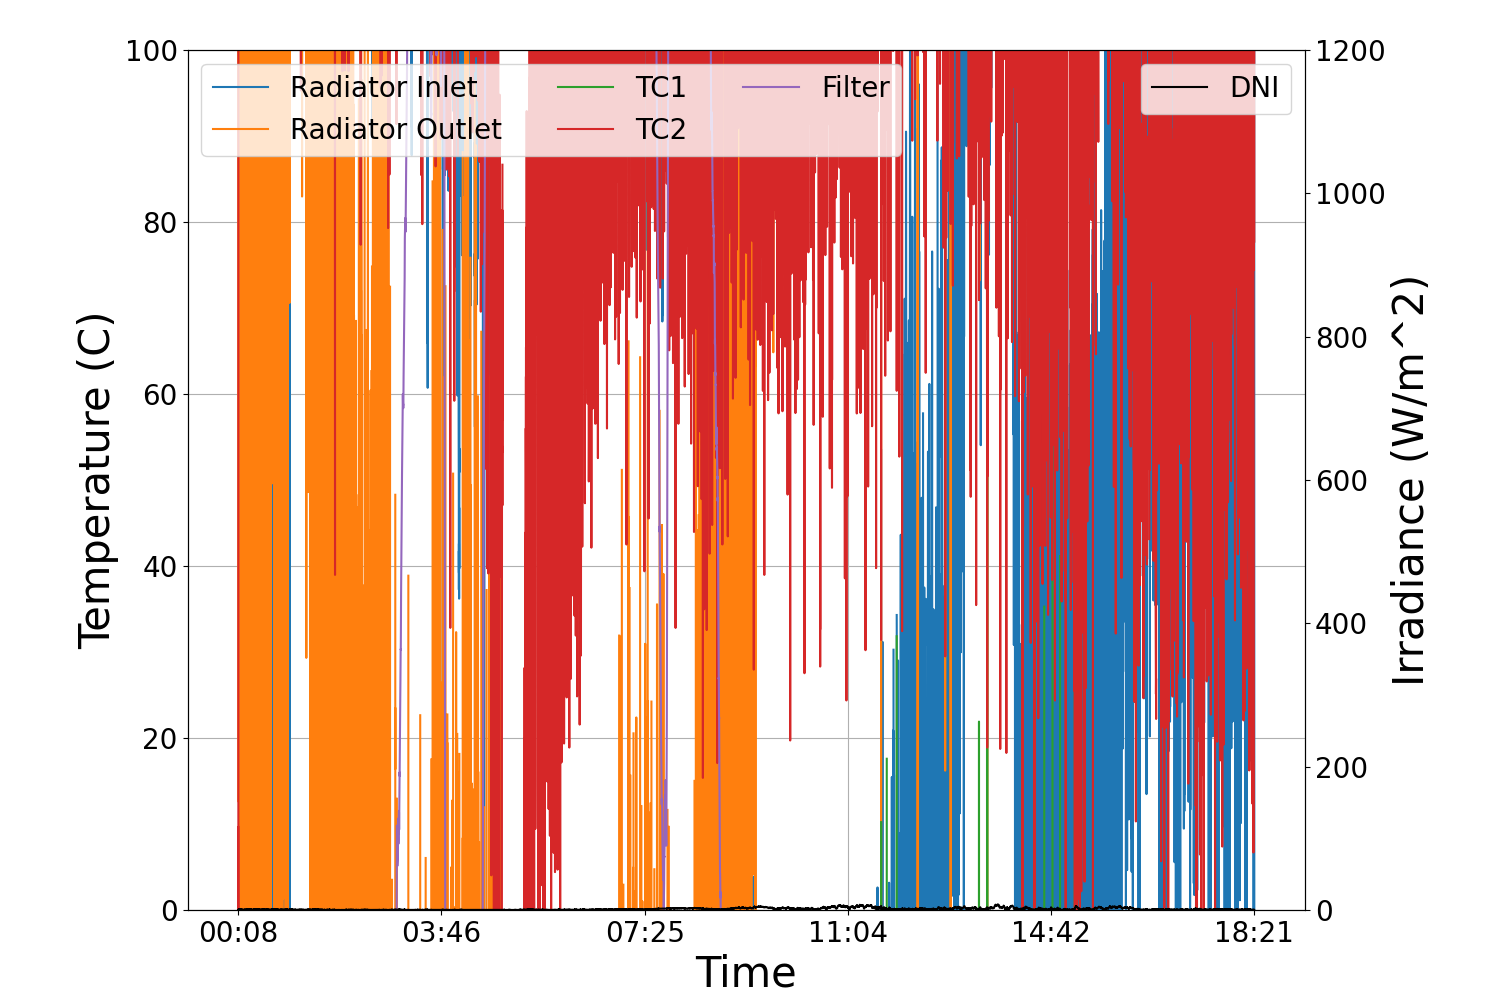 100
80
60
40
20
0
Temperature (C)
Radiator Inlet
Radiator Outlet
TC1
TC2
Filter
DNI
1200
1000
800
600
400
200
0
Irradiance (W/m^2)
00:08
03:46
07:25
11:04
14:42
18:21
Time